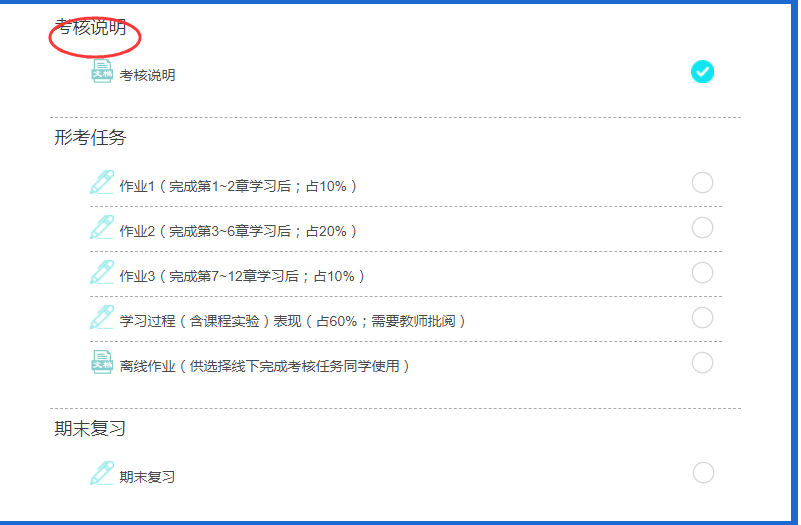 考核说明
文档
考核说明
形考任务
作业1（完成第1~2章学习后；占10%）
作业2（完成第3~6章学习后；占20%）
作业3（完成第7~12章学习后；占10%）
学习过程（含课程实验）表现（占60%；需要教师批阅）
文档
离线作业（供选择线下完成考核任务同学使用）
期末复习
期末复习